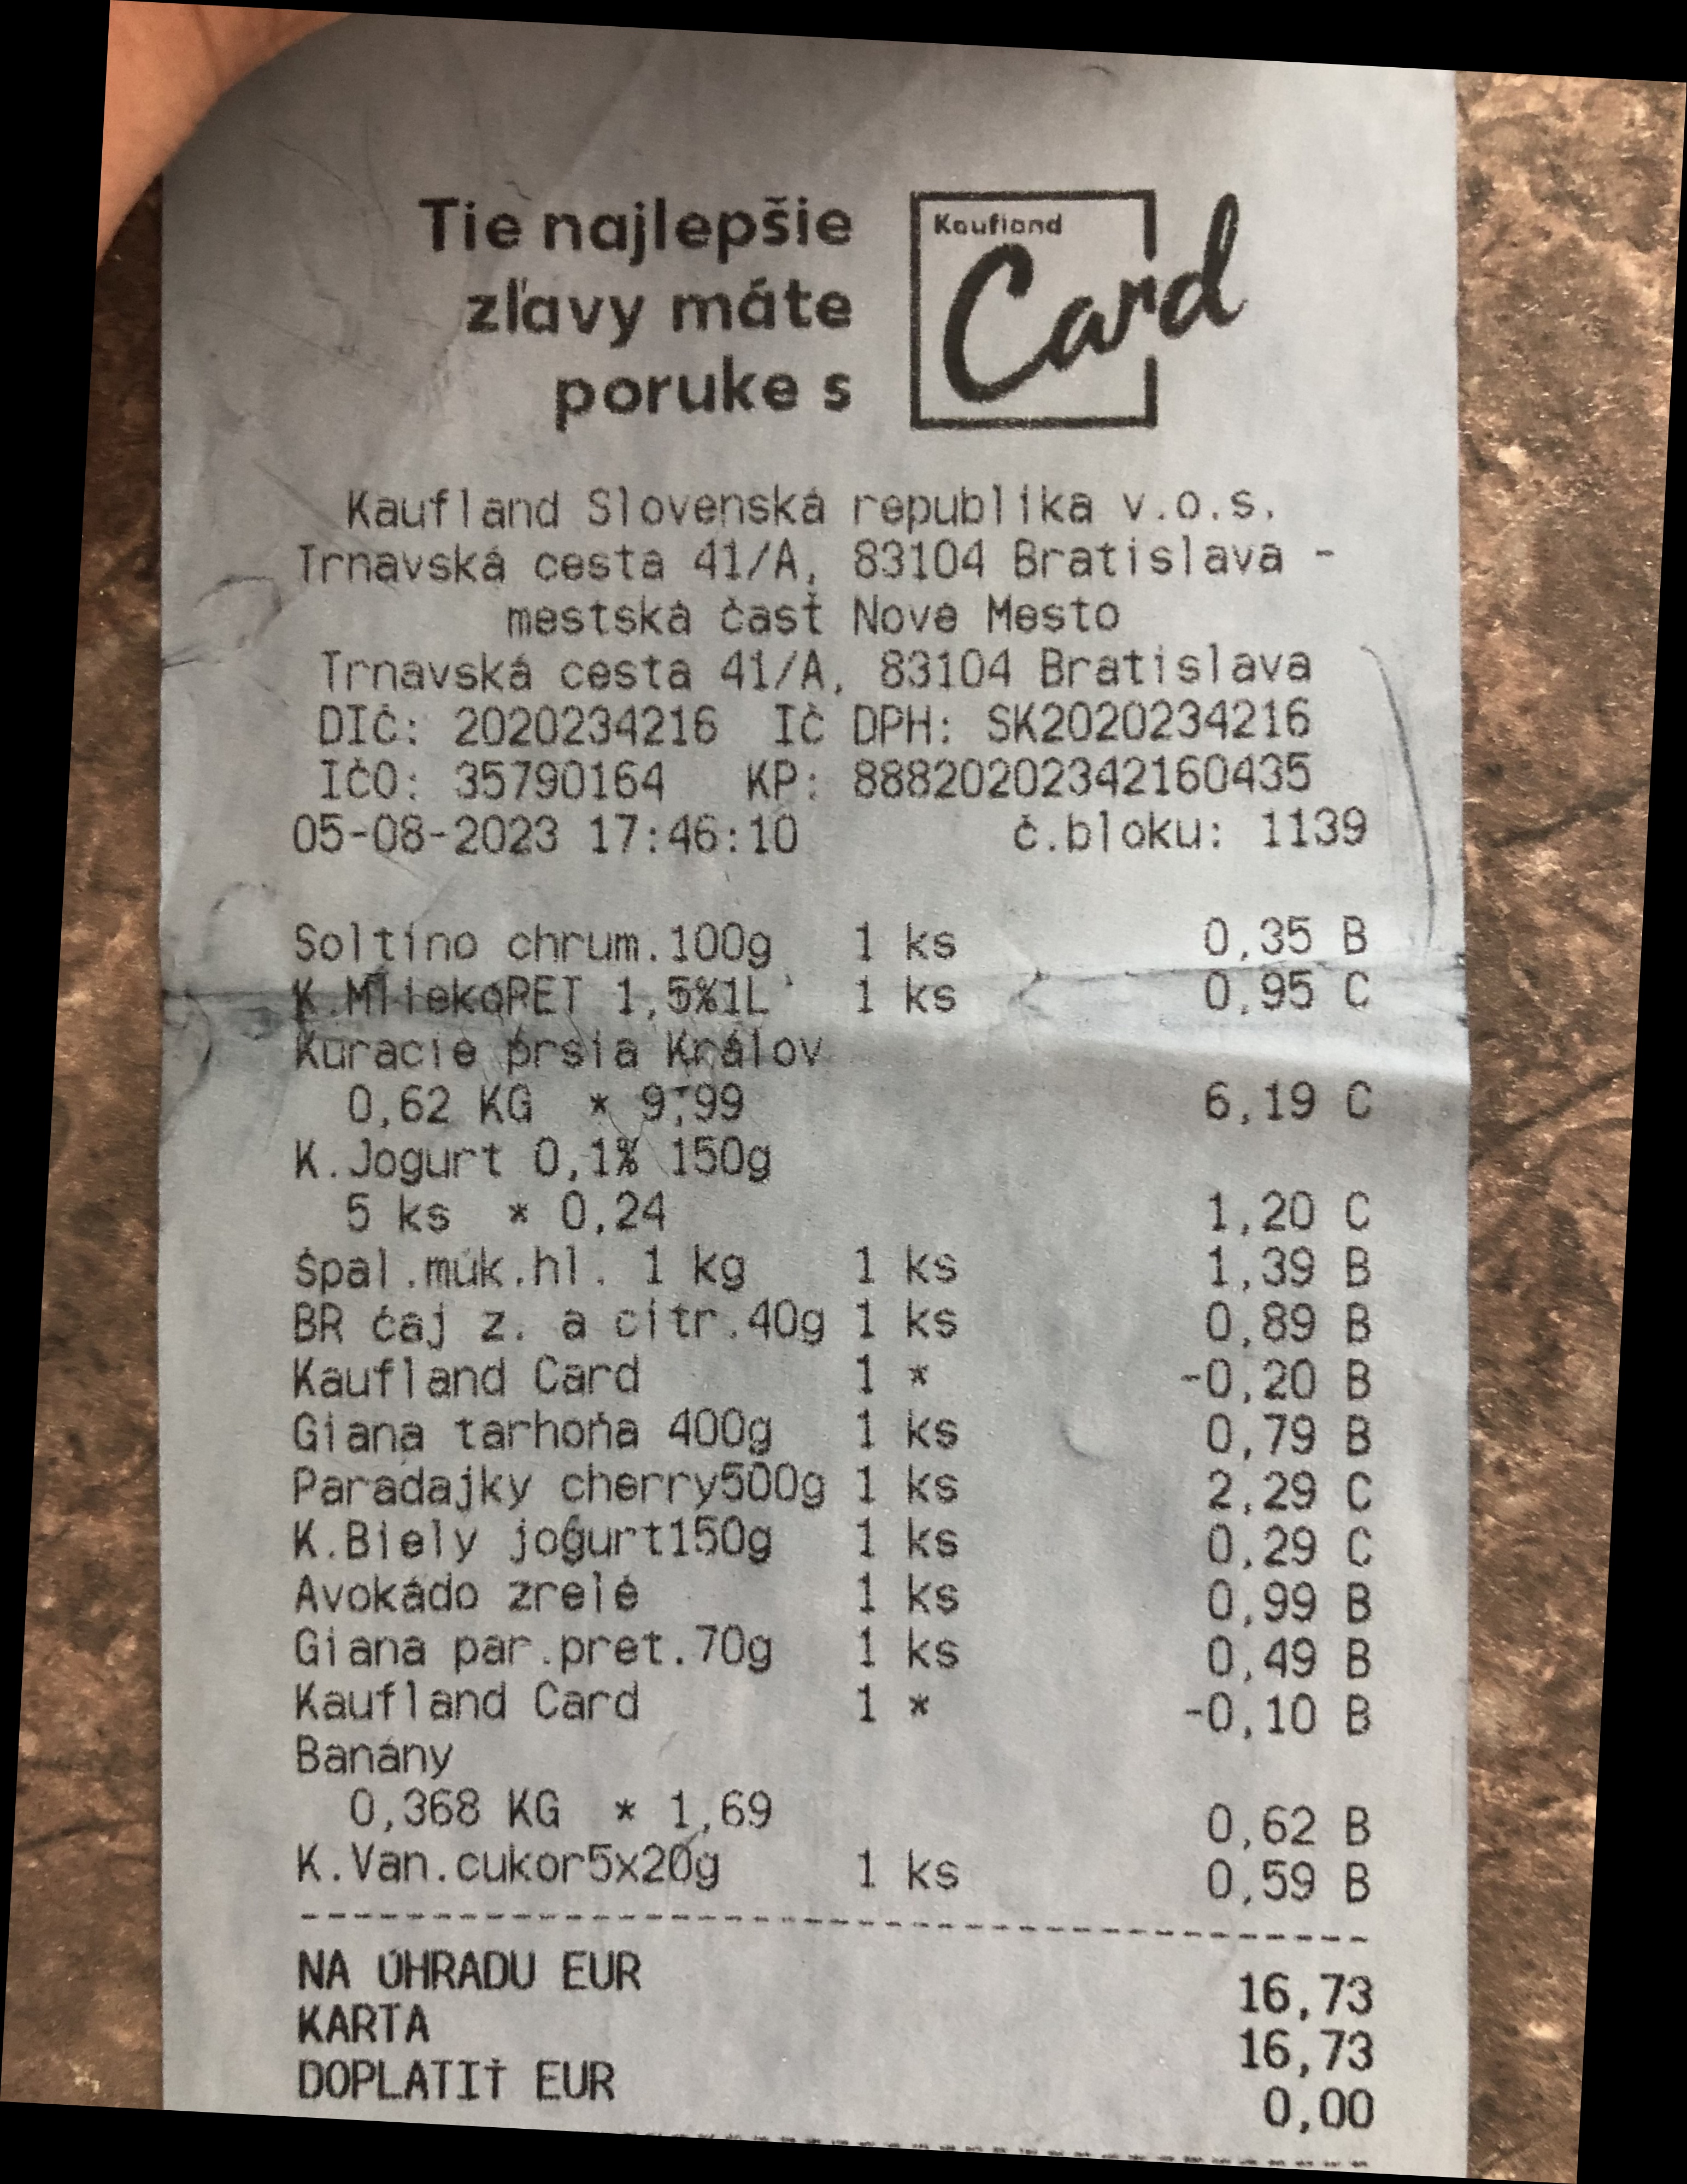 Tie najlepšie
zľavy máte
poruke s
Kaufland
Card
Kaufland Slovenská republika v.o.s.
Trnavská cesta 41/A, 83104 Bratislava -
mestská časť Nové Mesto
Trnavská cesta 41/A, 83104 Bratislava
DIČ: 2020234216 IČ DPH: SK2020234216
IČO: 35790164 KP: 88820202342160435
05-08-2023 17:46:10 č.bloku: 1139
Soltino chrum.100g 1 ks 0,35 B
K.MliekoPET 1,5%1L 1 ks 0,95 C
Kuracie prsia Králov
0,62 KG * 9,99 6,19 C
K.Jogurt 0,1% 150g
5 ks * 0,24 1,20 C
Špal.múk.hl. 1 kg 1 ks 1,39 B
BR čaj z. a citr.40g 1 ks 0,89 B
Kaufland Card 1 * -0,20 B
Giana tarhoňa 400g 1 ks 0,79 B
Paradajky cherry500g 1 ks 2,29 C
K.Biely jogurt150g 1 ks 0,29 C
Avokádo zrelé 1 ks 0,99 B
Giana par.pret.70g 1 ks 0,49 B
Kaufland Card 1 * -0,10 B
Banány
0,368 KG * 1,69 0,62 B
K.Van.cukor5x20g 1 ks 0,59 B
NA ÚHRADU EUR 16,73
KARTA 16,73
DOPLATIŤ EUR 0,00